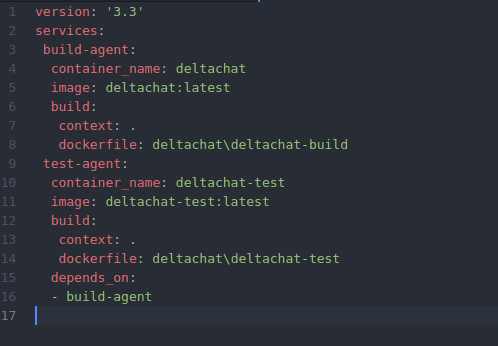 1 version: '3.3'
2 services:
3  build-agent:
4   container_name: deltachat
5   image: deltachat:latest
6   build:
7    context: .
8    dockerfile: deltachat\deltachat-build
9  test-agent:
10   container_name: deltachat-test
11   image: deltachat-test:latest
12   build:
13    context: .
14    dockerfile: deltachat\deltachat-test
15   depends_on:
16   - build-agent
17